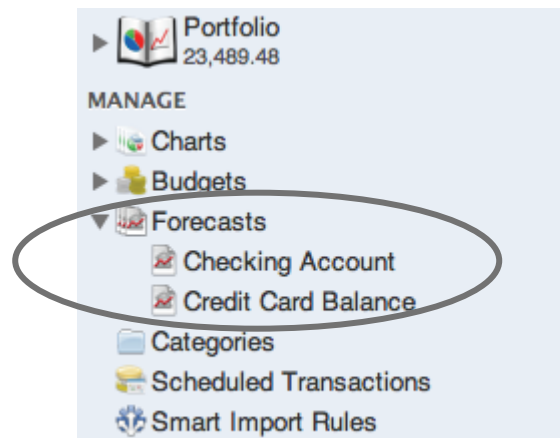 Portfolio
23,489.48
MANAGE
Charts
Budgets
Forecasts
Checking Account
Credit Card Balance
Categories
Scheduled Transactions
Smart Import Rules